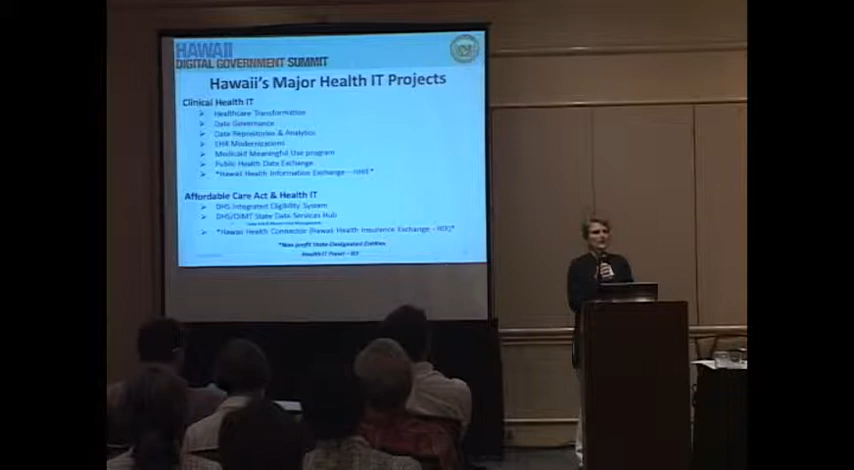 HAWAII
DIGITAL GOVERNMENT SUMMIT
Hawaii's Major Health IT Projects
Clinical Health IT
Healthcare Transformation
Data Governance
Data Repositories & Analytics
EHR Modernizations
Medicaid Meaningful Use program
Public Health Data Exchange
*Hawaii Health Information Exchange - HHIE*
Affordable Care Act & Health IT
DHS Integrated Eligibility System
DHS/OIMT State Data Services Hub
*Hawaii Health Connector (Hawaii Health Insurance Exchange - HIX)*
*Non profit State Designated Entities